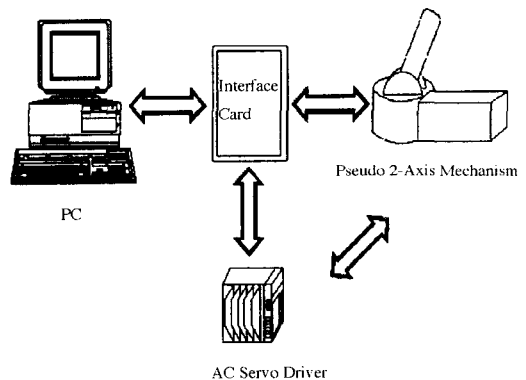 Interface
Card
Pseudo 2-Axis Mechanism
PC
AC Servo Driver